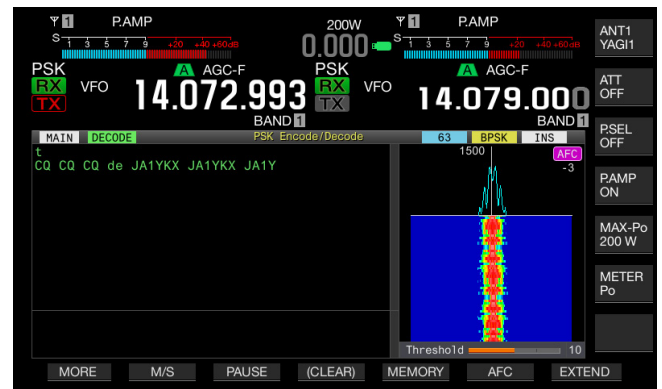 1 P.AMP 200W 1 P.AMP ANT1
YAGI1
S 1 3 5 7 9 +20 +40 +60dB 0.000 S 1 3 5 7 9 +20 +40 +60dB
PSK A AGC-F PSK A AGC-F ATT
OFF
RX VFO 14.072.993 RX VFO 14.079.000
TX TX
BAND 1 BAND 1
P.SEL
OFF
MAIN DECODE PSK Encode/Decode 63 BPSK INS
t
CQ CQ CQ de JA1YKX JA1YKX JA1Y
1500 AFC
-3
P.AMP
ON
MAX-Po
200 W
METER
Po
Threshold 10
MORE M/S PAUSE (CLEAR) MEMORY AFC EXTEND